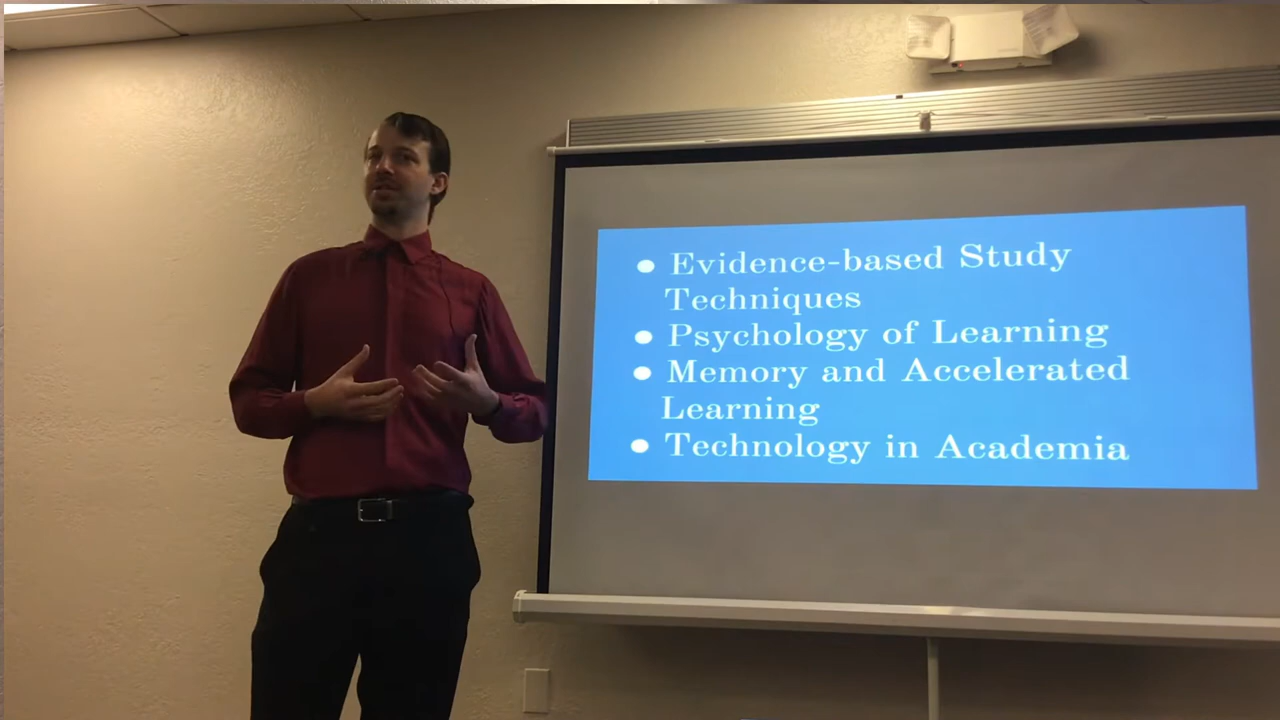 ● Evidence-based Study
Techniques
● Psychology of Learning
● Memory and Accelerated
Learning
● Technology in Academia